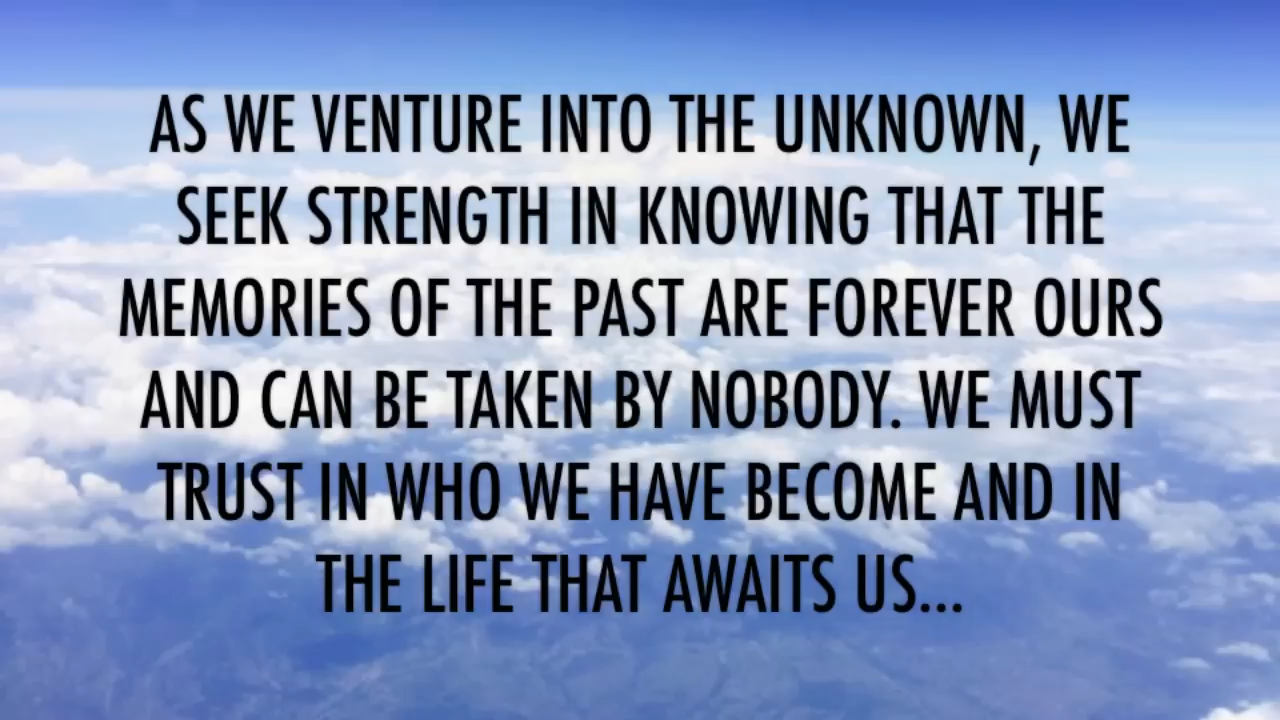 AS WE VENTURE INTO THE UNKNOWN, WE
SEEK STRENGTH IN KNOWING THAT THE
MEMORIES OF THE PAST ARE FOREVER OURS
AND CAN BE TAKEN BY NOBODY. WE MUST
TRUST IN WHO WE HAVE BECOME AND IN
THE LIFE THAT AWAITS US...